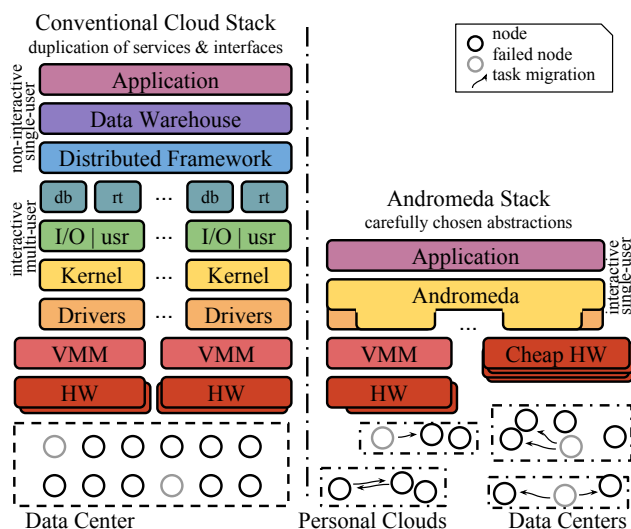 Conventional Cloud Stack
duplication of services & interfaces
non-interactive
single-user
Application
Data Warehouse
Distributed Framework
interactive
multi-user
db rt ... db rt
I/O | usr ... I/O | usr
Kernel ... Kernel
Drivers ... Drivers
VMM VMM
HW HW
Data Center
node
failed node
task migration
Andromeda Stack
carefully chosen abstractions
Application
Andromeda
interactive
single-user
...
VMM Cheap HW
HW
Personal Clouds Data Centers